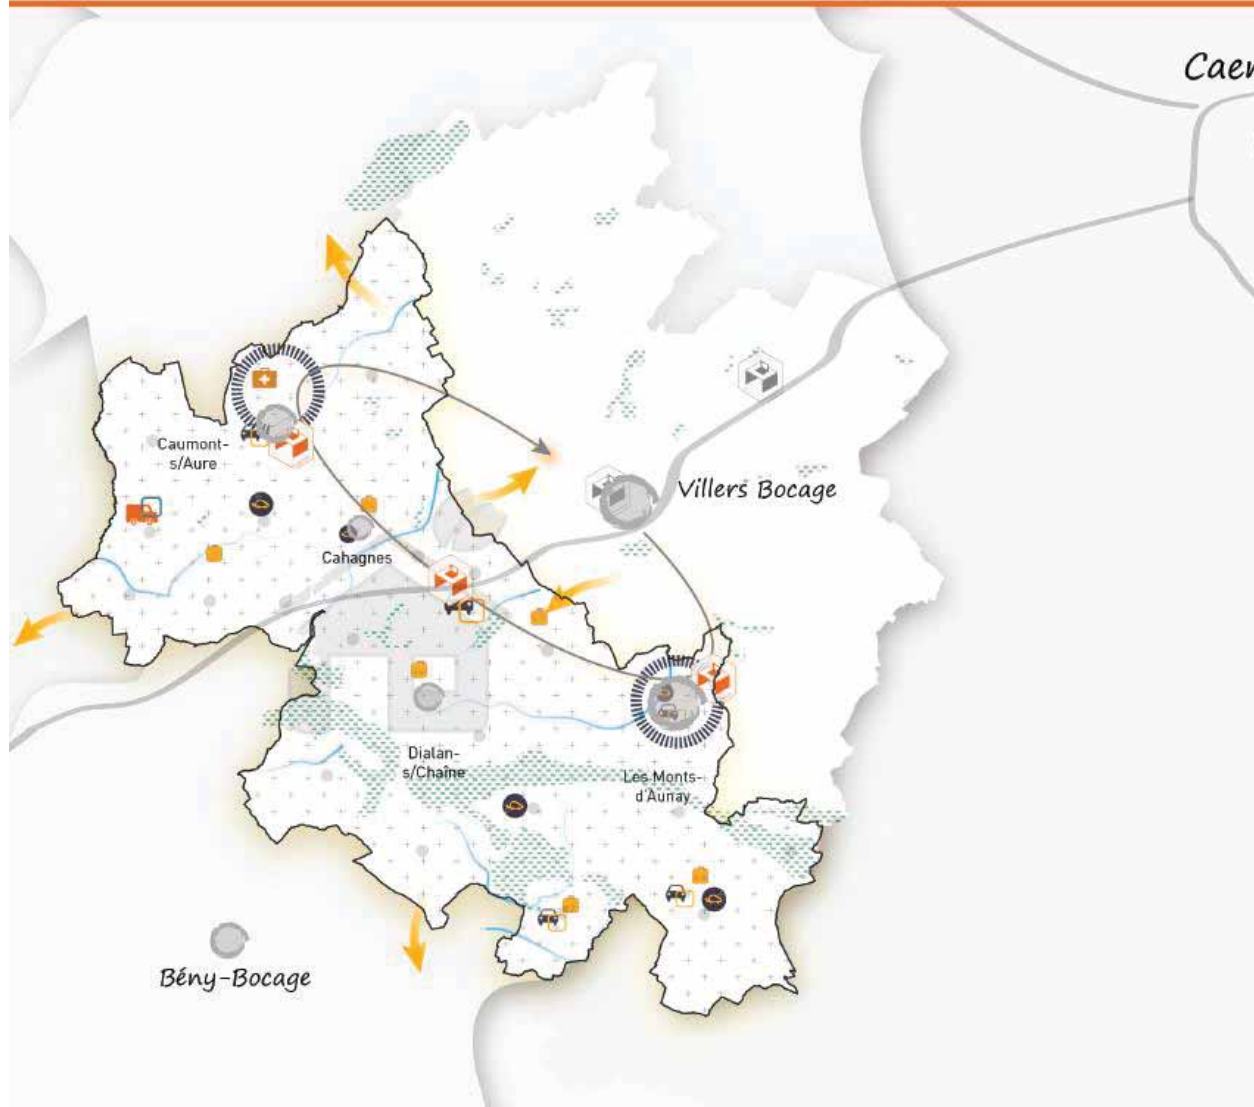 Caen
Caumont-
s/Aure
Villers Bocage
Cahagnes
Dialan-
s/Chaîne
Les Monts-
d'Aunay
Bény-Bocage